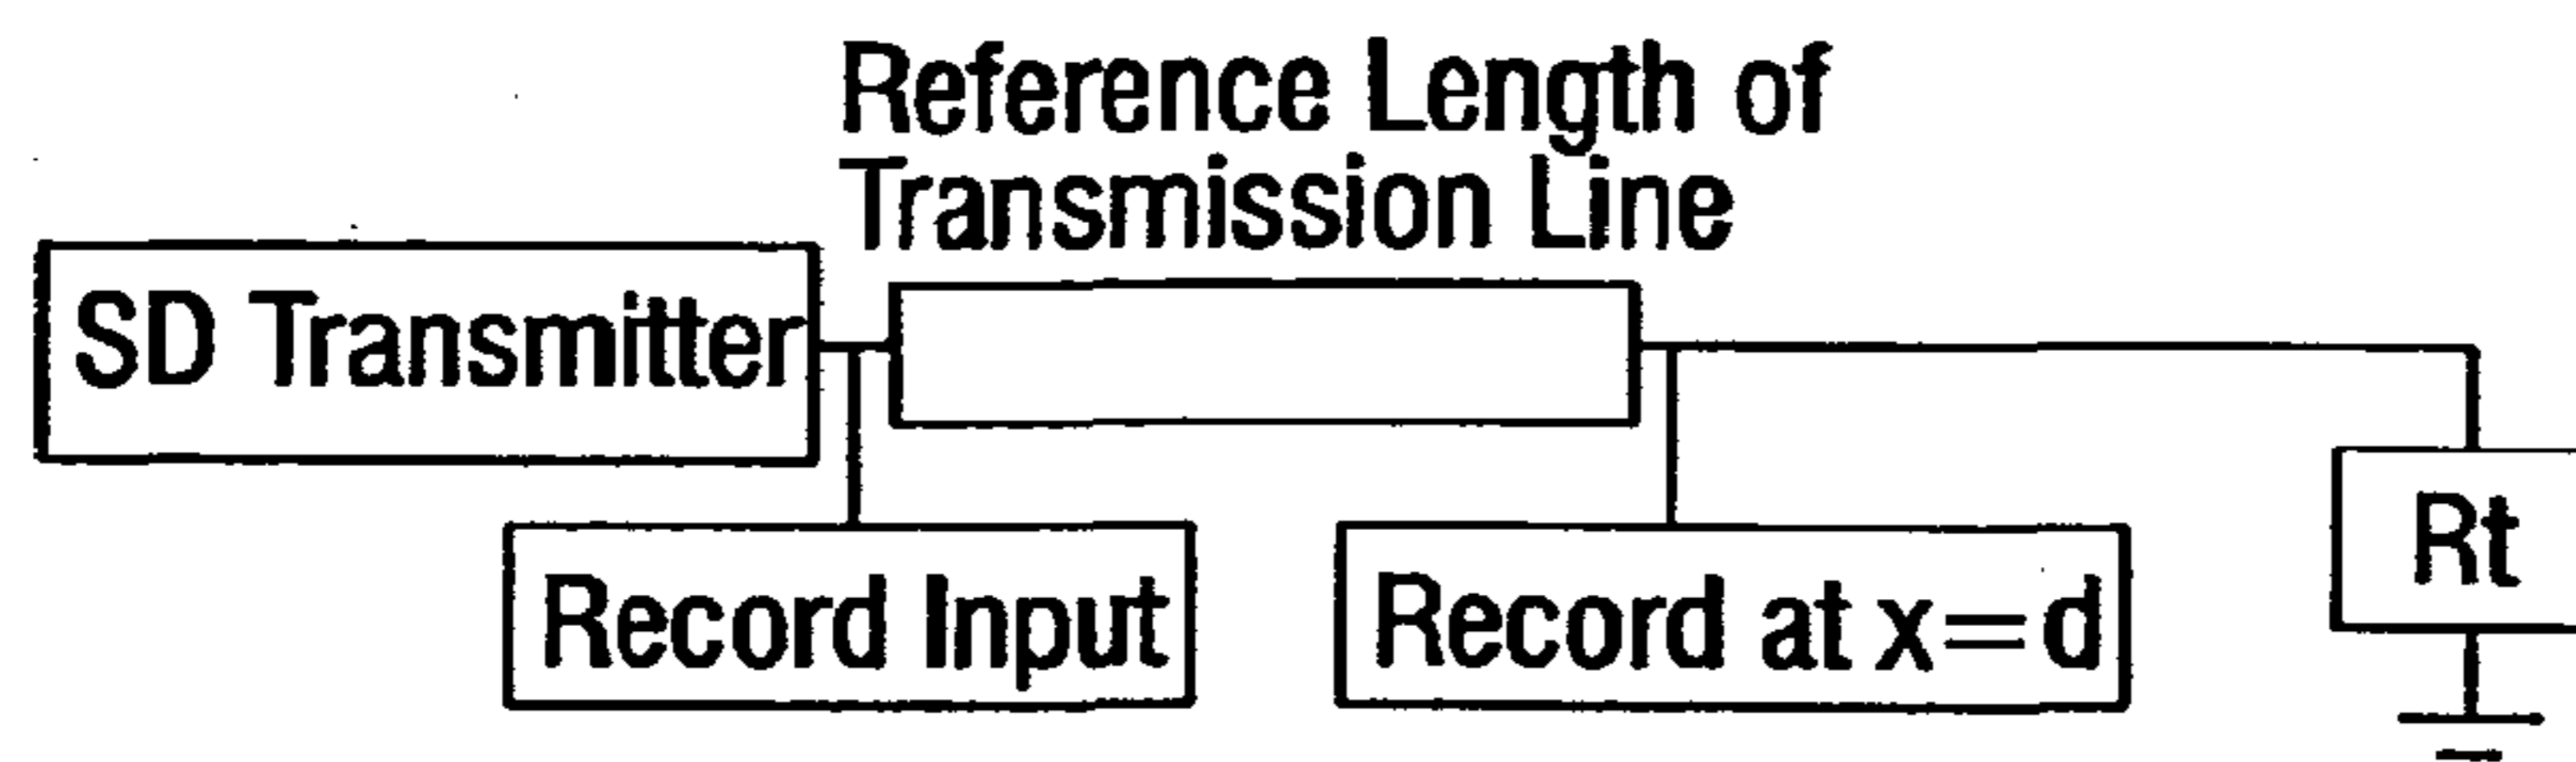 Reference Length of
Transmission Line
SD Transmitter
Record Input
Record at x=d
Rt